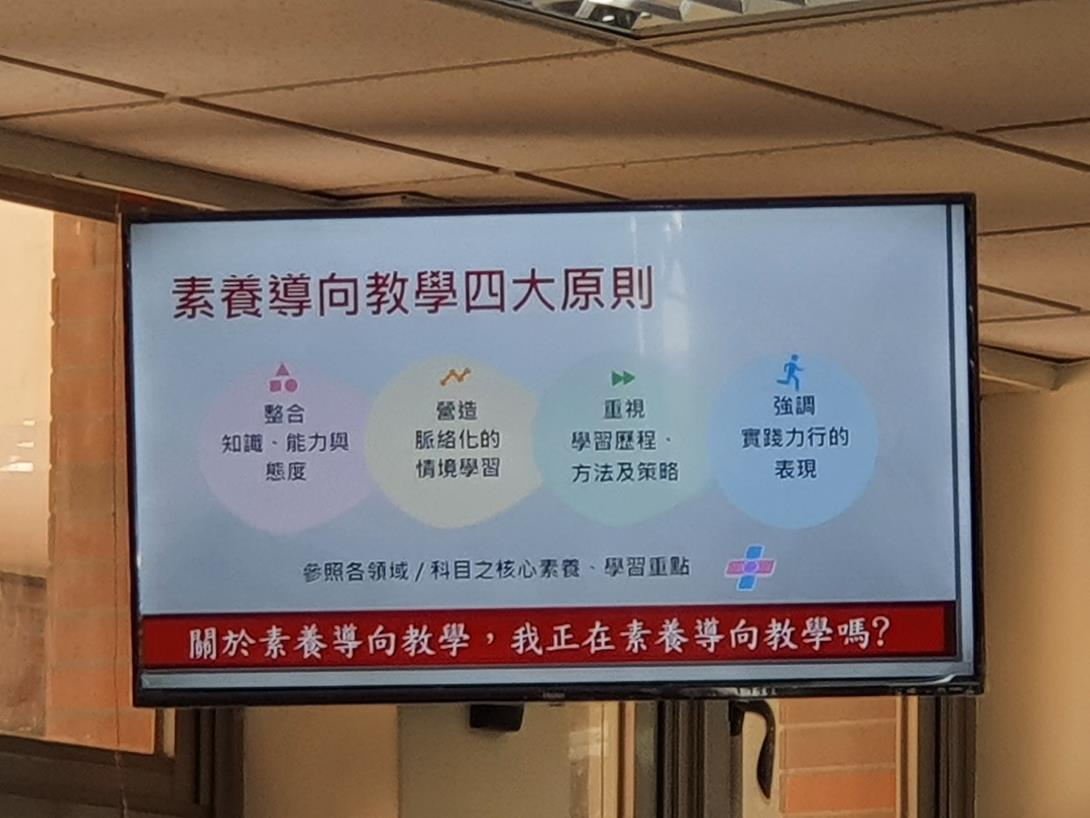 素養導向教學四大原則
整合
知識、能力與
態度
營造
脈絡化的
情境學習
重視
學習歷程、
方法及策略
強調
實踐力行的
表現
參照各領域/科目之核心素養、學習重點
關於素養導向教學，我正在素養導向教學嗎?